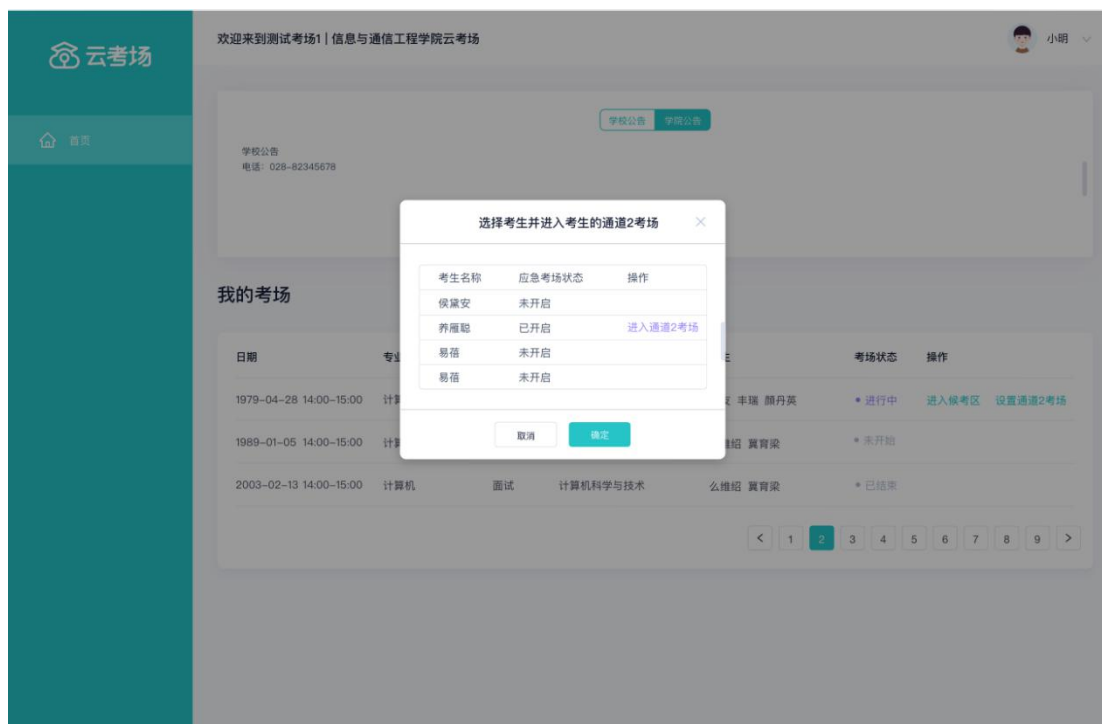 云考场
欢迎来到测试考场1 | 信息与通信工程学院云考场
小明
首页
学校公告 学院公告
学校公告
电话：028-82345678
选择考生并进入考生的通道2考场
考生名称 应急考场状态 操作
侯黛安 未开启
养雁聪 已开启 进入通道2考场
易蓓 未开启
易蓓 未开启
取消 确定
我的考场
日期 专业 考场状态 操作
1979-04-28 14:00-15:00 计算 丰瑞 颜丹英 进行中 进入候考区 设置通道2考场
1989-01-05 14:00-15:00 计算 维绍 冀育梁 未开始
2003-02-13 14:00-15:00 计算机 面试 计算机科学与技术 么维绍 冀育梁 已结束
< 1 2 3 4 5 6 7 8 9 >